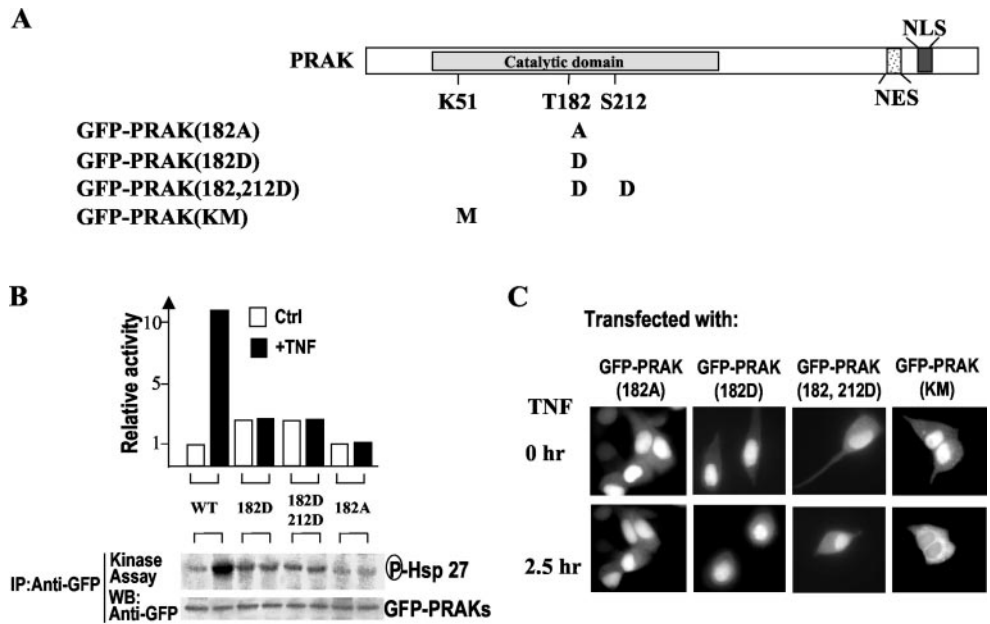 A
NLS
PRAK
Catalytic domain
K51 T182 S212
NES
GFP-PRAK(182A) A
GFP-PRAK(182D) D
GFP-PRAK(182,212D) D D
GFP-PRAK(KM) M
B
Relative activity
10
5
1
Ctrl
+TNF
WT 182D 182D 212D 182A
IP:Anti-GFP
Kinase Assay
P-Hsp 27
WB: Anti-GFP
GFP-PRAKs
C
Transfected with:
GFP-PRAK (182A) GFP-PRAK (182D) GFP-PRAK (182, 212D) GFP-PRAK (KM)
TNF
0 hr
2.5 hr